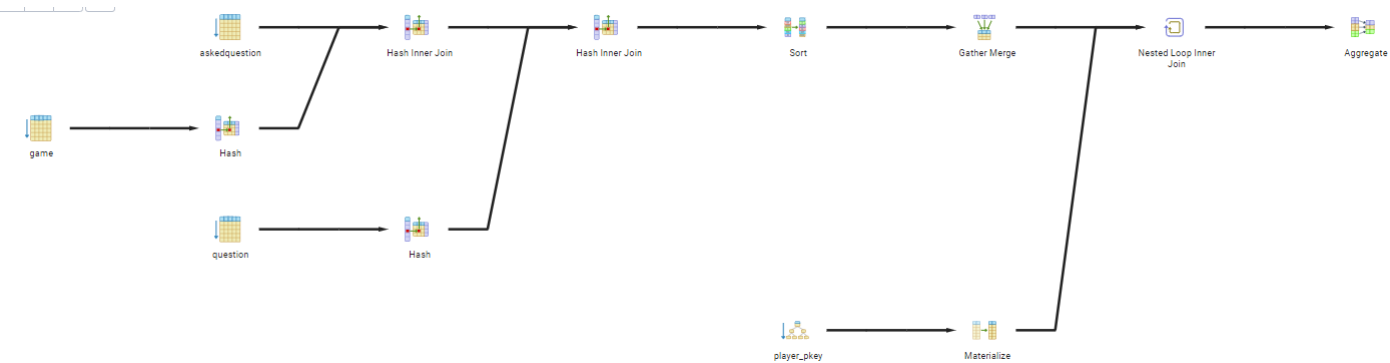 askedquestion
Hash Inner Join
Hash Inner Join
Sort
Gather Merge
Nested Loop Inner
Join
Aggregate
game
Hash
question
Hash
player_pkey
Materialize